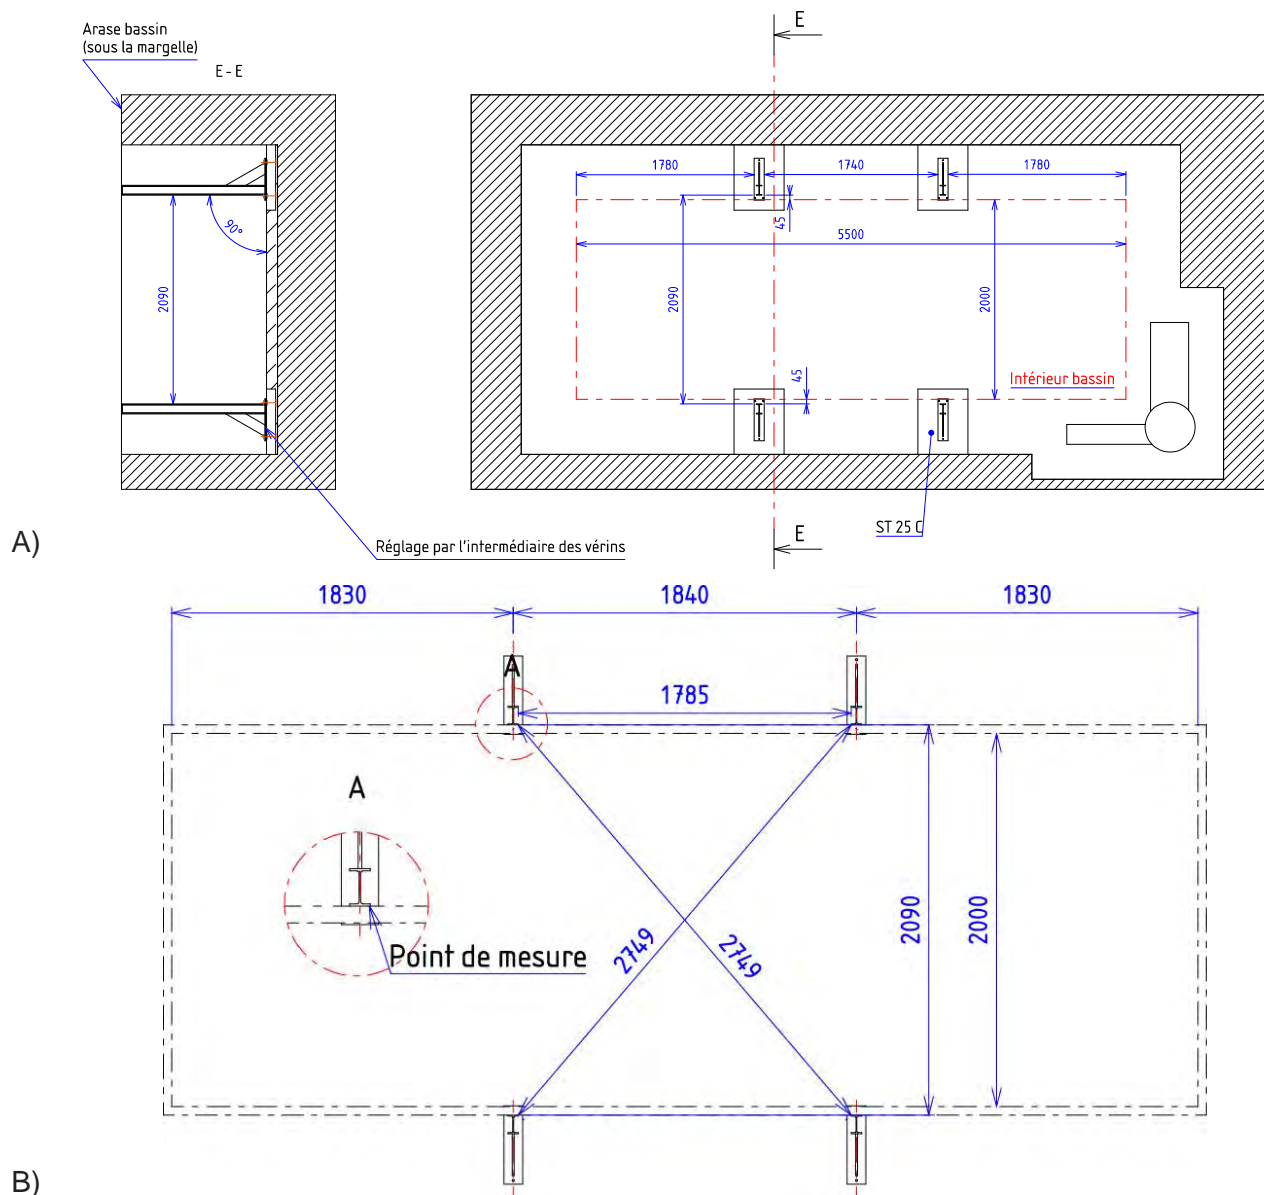 Arase bassin
(sous la margelle)
E - E
E
1780
1740
1780
45
5500
90°
2090
2090
2000
45
Intérieur bassin
ST 25 C
E
Réglage par l'intermédiaire des vérins
A)
1830
1840
1830
A
1785
A
Point de mesure
2749
2749
2090
2000
B)